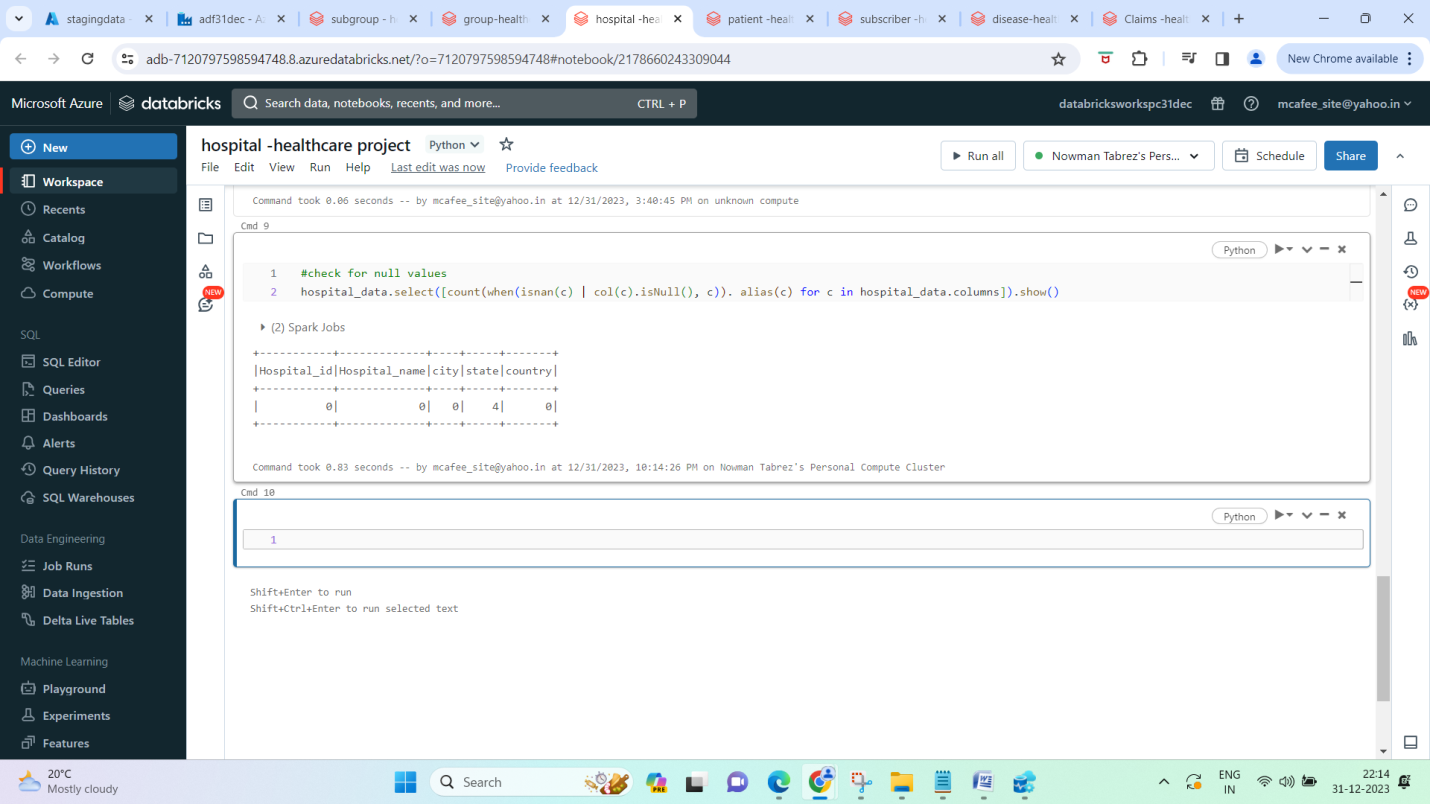 stagingdata -
adf31dec - A
subgroup - h
group-health
hospital -hea
patient -healt
subscriber -h
disease-healt
Claims -healt
adb-7120797598594748.8.azuredatabricks.net/?o=7120797598594748#notebook/2178660243309044
New Chrome available
Microsoft Azure
databricks
Search data, notebooks, recents, and more...
CTRL + P
databricksworkspc31dec
mcafee_site@yahoo.in
New
Workspace
Recents
Catalog
Workflows
Compute
SQL
SQL Editor
Queries
Dashboards
Alerts
Query History
SQL Warehouses
Data Engineering
Job Runs
Data Ingestion
Delta Live Tables
Machine Learning
Playground
Experiments
Features
hospital -healthcare project
Python
File Edit View Run Help Last edit was now Provide feedback
Run all
Nowman Tabrez's Pers...
Schedule
Share
NEW
Command took 0.06 seconds -- by mcafee_site@yahoo.in at 12/31/2023, 3:40:45 PM on unknown compute
Cmd 9
Python
1 #check for null values
2 hospital_data.select([count(when(isnan(c) | col(c).isNull(), c)). alias(c) for c in hospital_data.columns]).show()
(2) Spark Jobs
+-----------+-------------+----+-----+-------+
|Hospital_id|Hospital_name|city|state|country|
+-----------+-------------+----+-----+-------+
|          0|            0|   0|    4|      0|
+-----------+-------------+----+-----+-------+
Command took 0.83 seconds -- by mcafee_site@yahoo.in at 12/31/2023, 10:14:26 PM on Nowman Tabrez's Personal Compute Cluster
Cmd 10
Python
1
Shift+Enter to run
Shift+Ctrl+Enter to run selected text
NEW
20°C
Mostly cloudy
Search
PRE
ENG
IN
22:14
31-12-2023